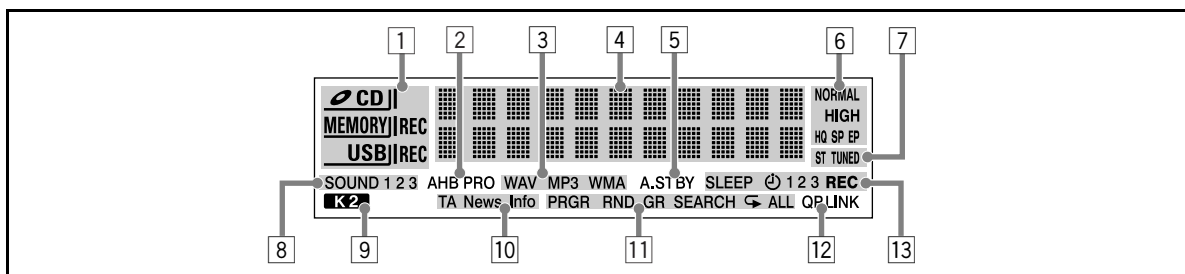 1 2 3 4 5 6 7
CD NORMAL
HIGH
MEMORY REC
HQ SP EP
USB REC ST TUNED
SOUND 1 2 3 AHB PRO WAV MP3 WMA A.STBY SLEEP 1 2 3 REC
K2 TA News Info PRGR RND GR SEARCH ALL QP LINK
8 9 10 11 12 13